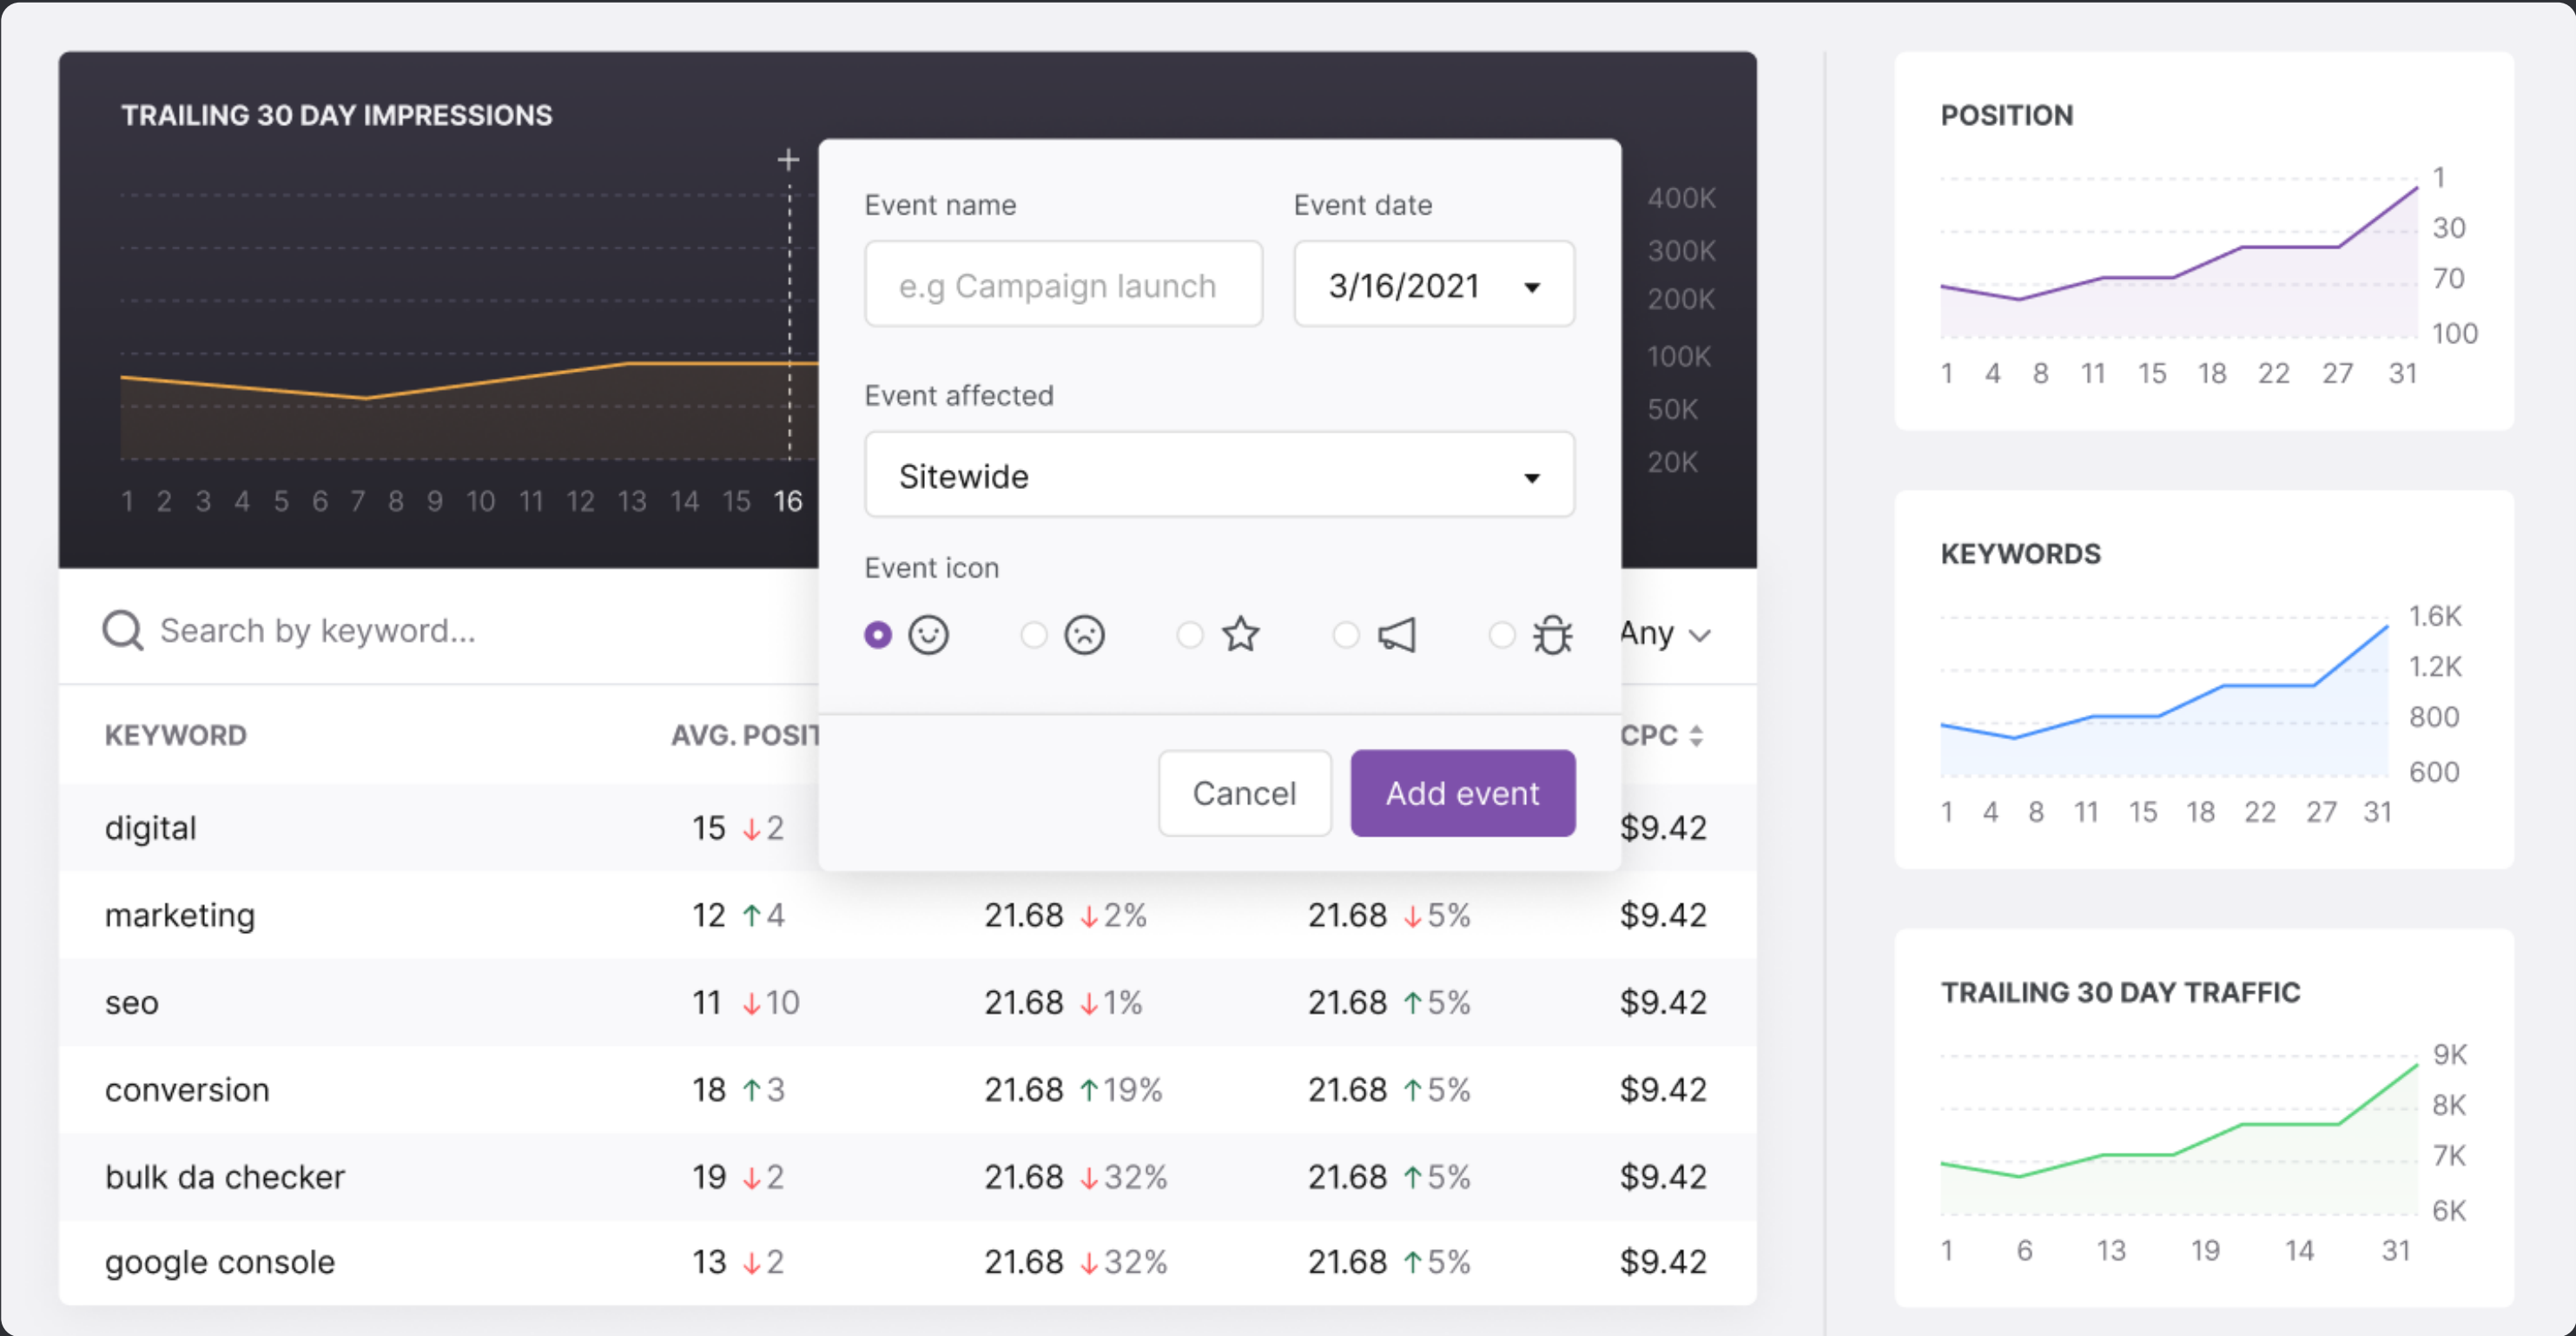 TRAILING 30 DAY IMPRESSIONS
400K
300K
200K
100K
50K
20K
1 2 3 4 5 6 7 8 9 10 11 12 13 14 15 16
Event name
Event date
e.g Campaign launch
3/16/2021
Event affected
Sitewide
Event icon
Cancel
Add event
Search by keyword...
Any
KEYWORD AVG. POSIT CPC
digital 15 ↓2 $9.42
marketing 12 ↑4 21.68 ↓2% 21.68 ↓5% $9.42
seo 11 ↓10 21.68 ↓1% 21.68 ↑5% $9.42
conversion 18 ↑3 21.68 ↑19% 21.68 ↑5% $9.42
bulk da checker 19 ↓2 21.68 ↓32% 21.68 ↑5% $9.42
google console 13 ↓2 21.68 ↓32% 21.68 ↑5% $9.42
POSITION
1
30
70
100
1 4 8 11 15 18 22 27 31
KEYWORDS
1.6K
1.2K
800
600
1 4 8 11 15 18 22 27 31
TRAILING 30 DAY TRAFFIC
9K
8K
7K
6K
1 6 13 19 14 31